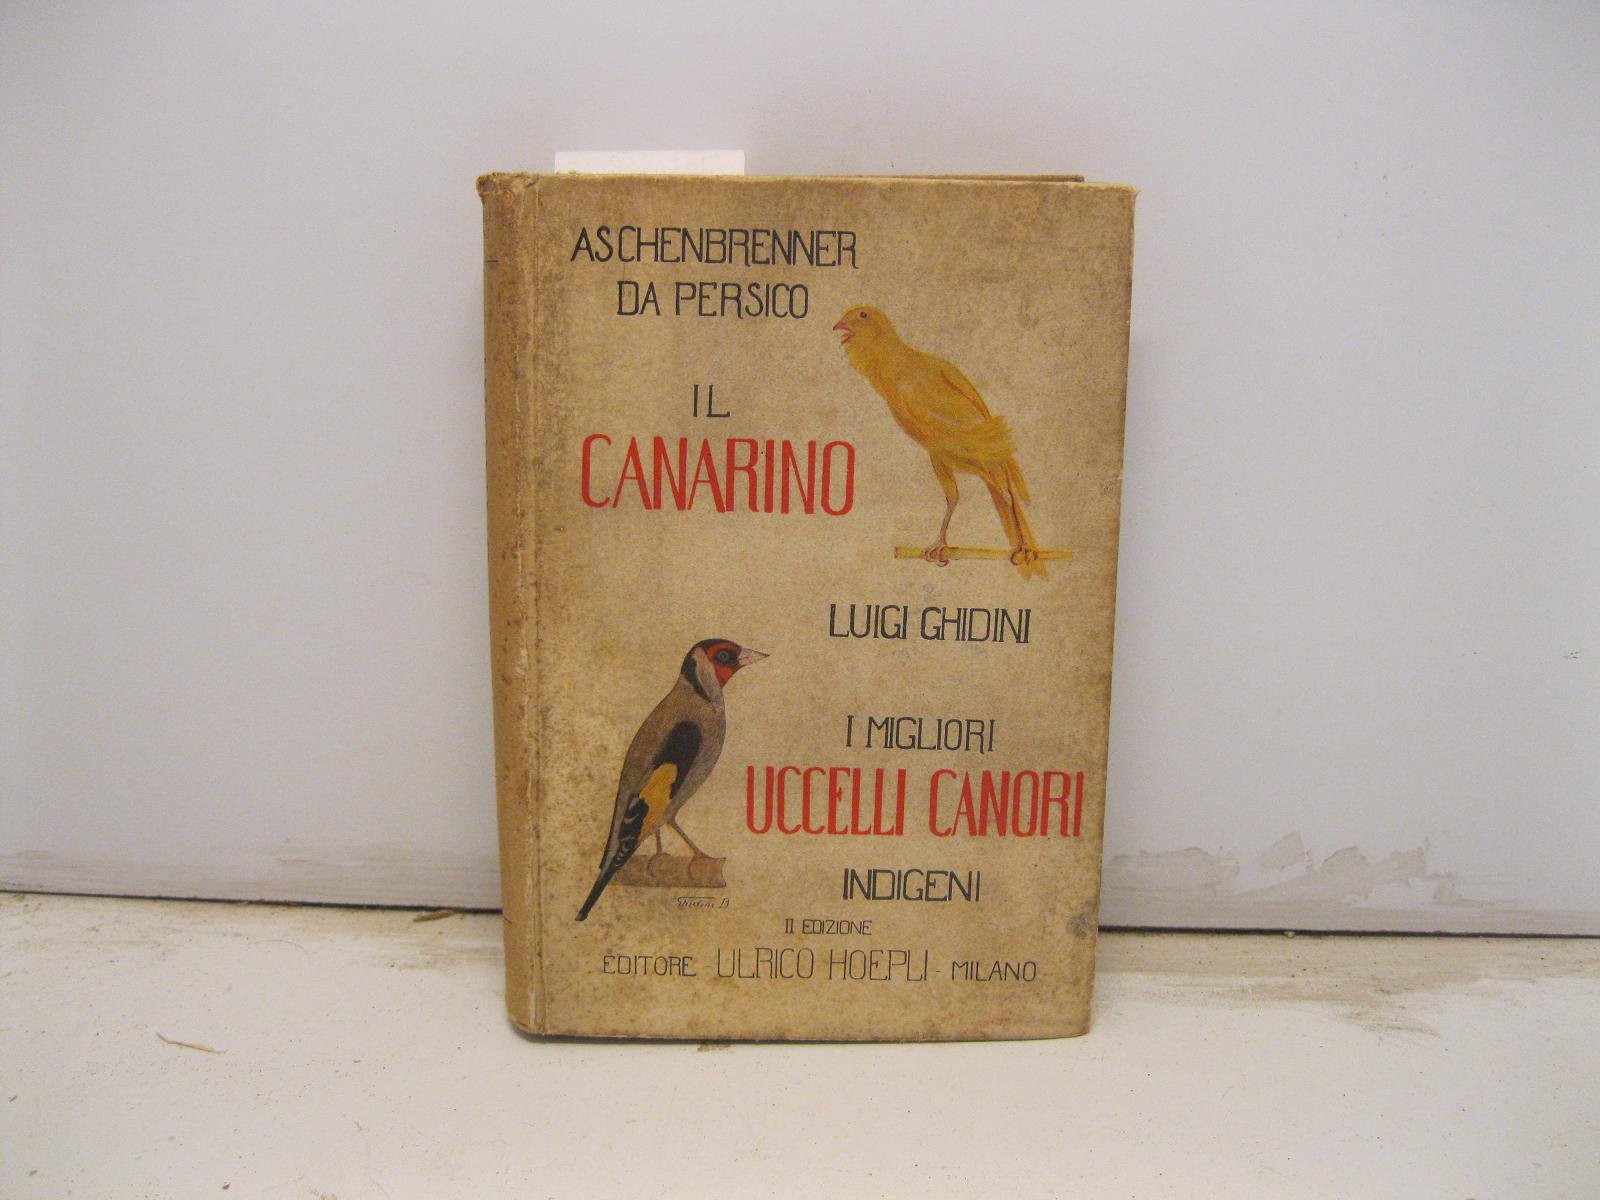 ASCHENBRENNER
DA PERSICO
IL
CANARINO
LUIGI GHIDINI
I MIGLIORI
UCCELLI CANORI
INDIGENI
II EDIZIONE
EDITORE - ULRICO HOEPLI - MILANO